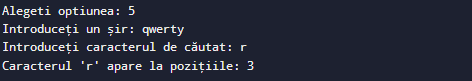 Alegeti optiunea: 5
Introduceți un șir: qwerty
Introduceți caracterul de căutat: r
Caracterul 'r' apare la pozițiile: 3